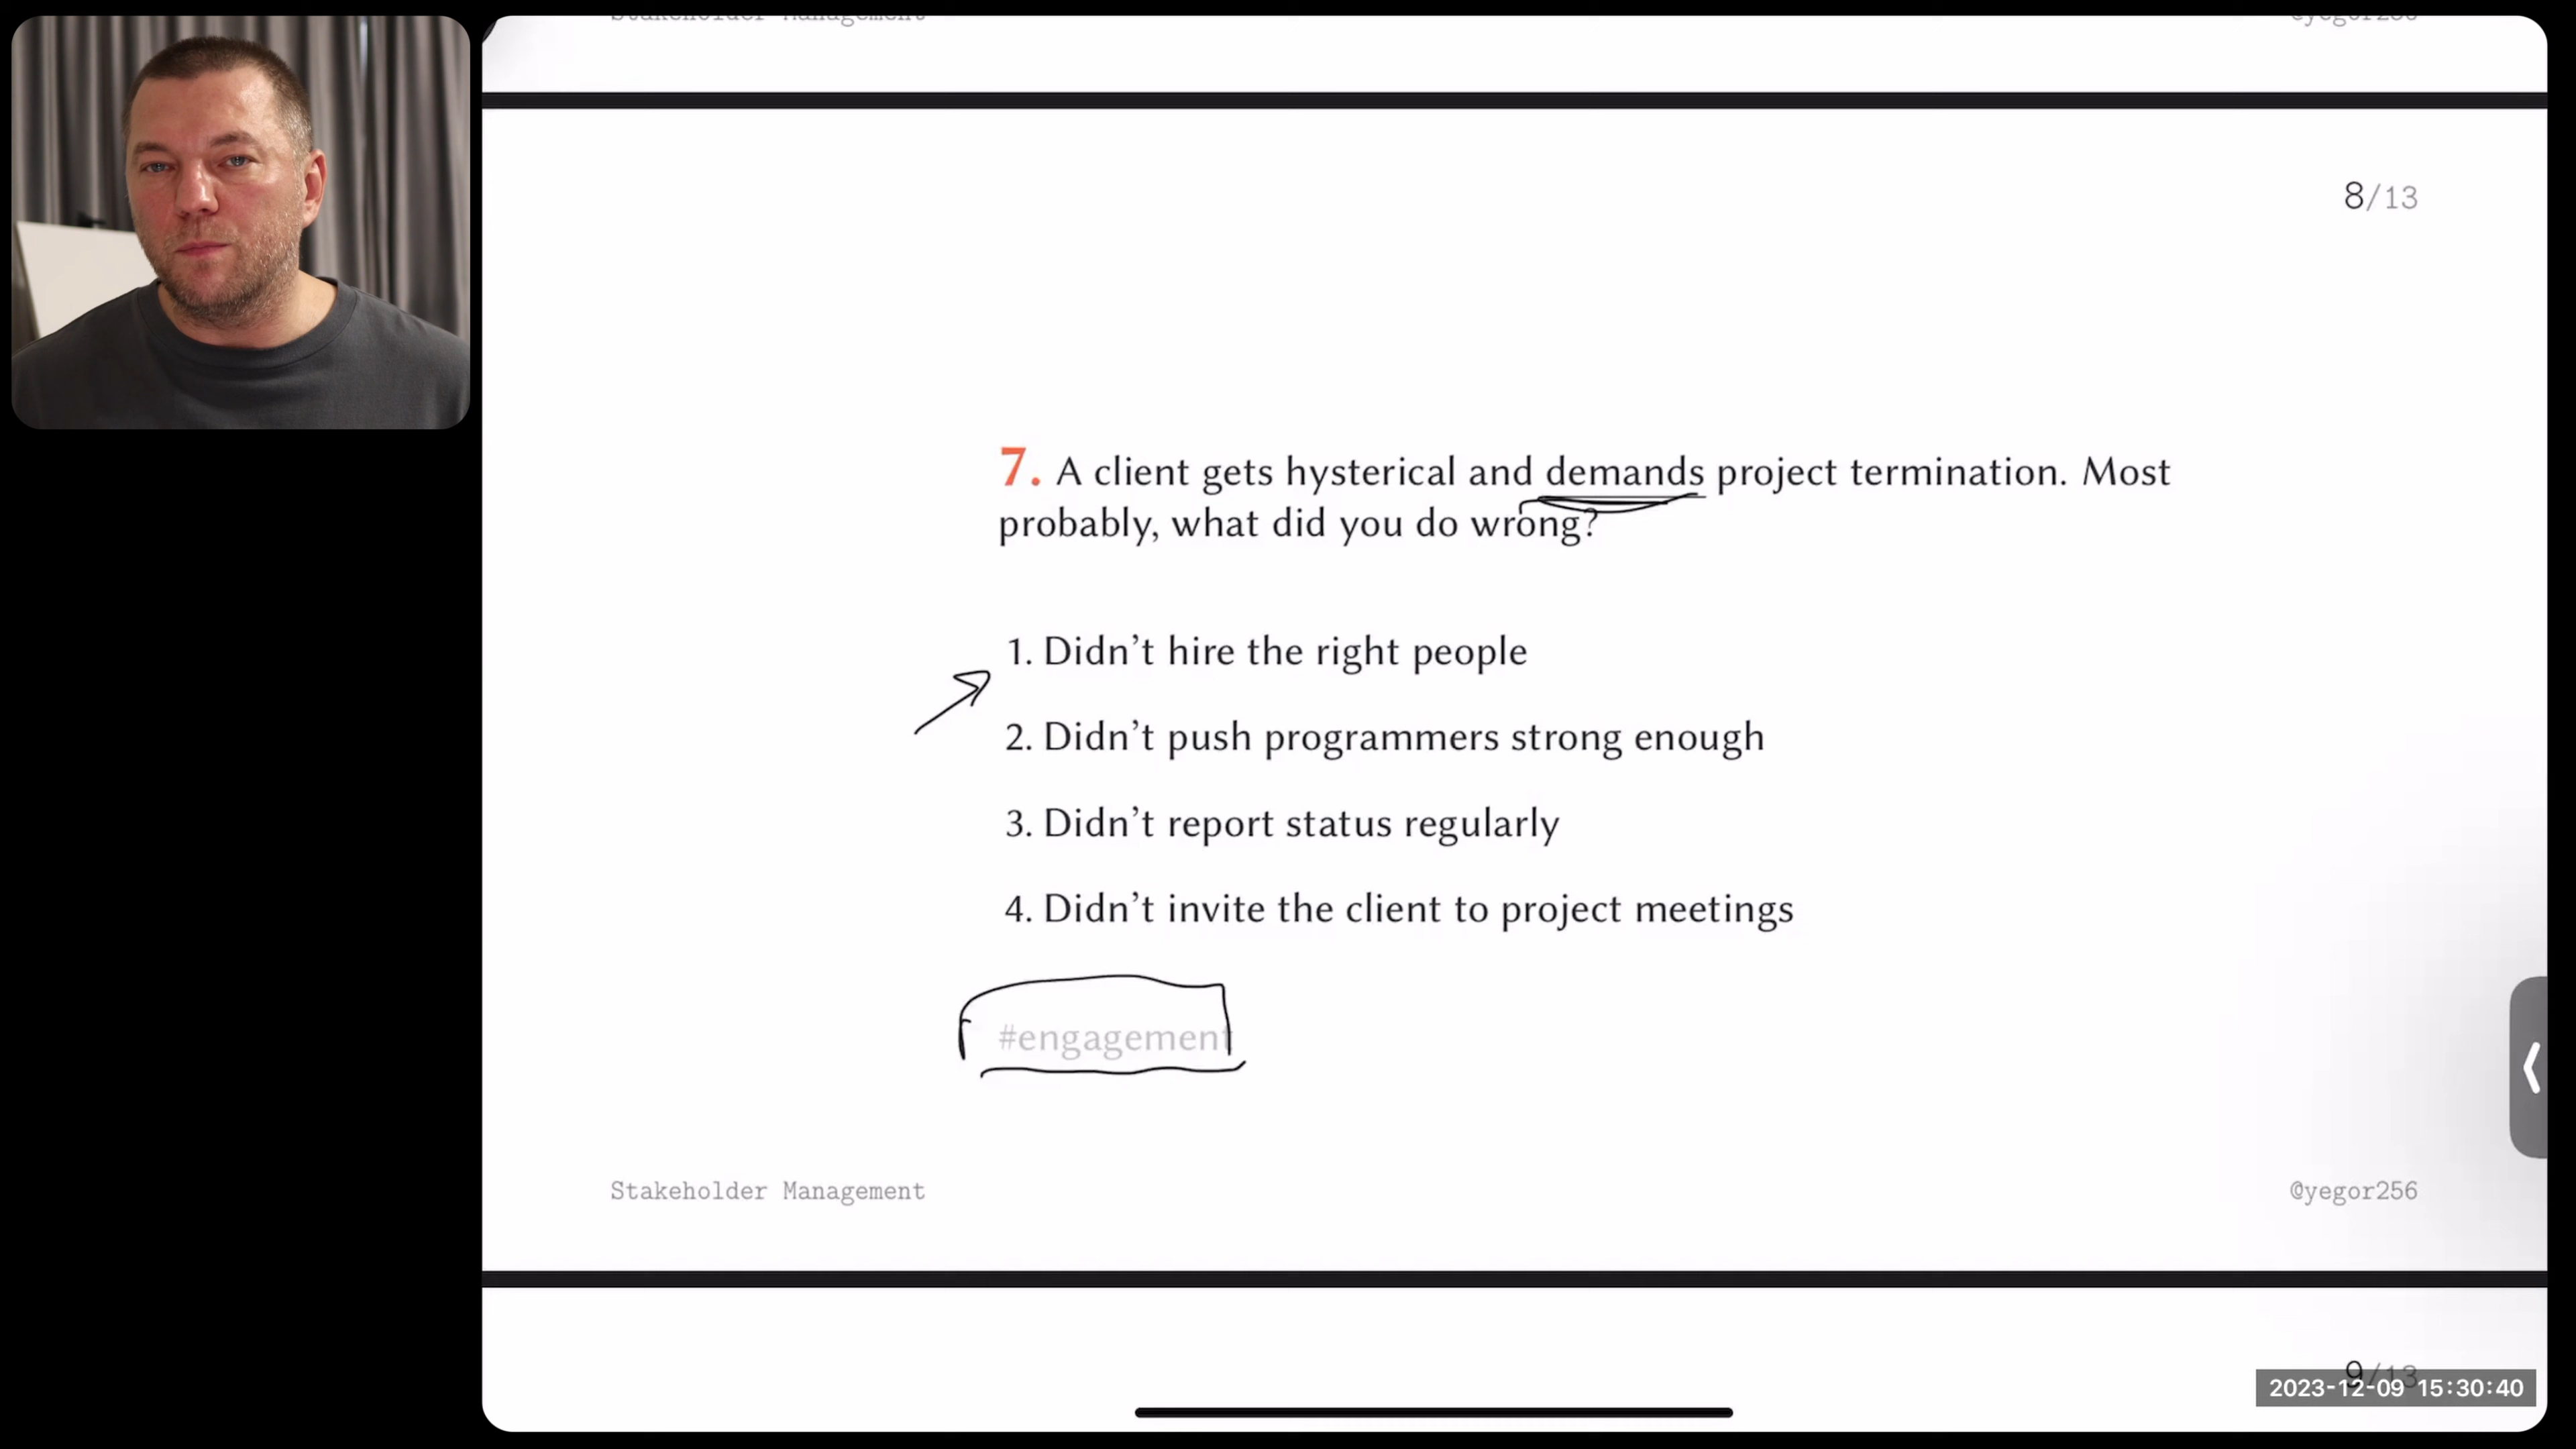 8/13
7. A client gets hysterical and demands project termination. Most
probably, what did you do wrong?
1. Didn’t hire the right people
2. Didn’t push programmers strong enough
3. Didn’t report status regularly
4. Didn’t invite the client to project meetings
#engagement
Stakeholder Management
@yegor256
9/13
2023-12-09 15:30:40